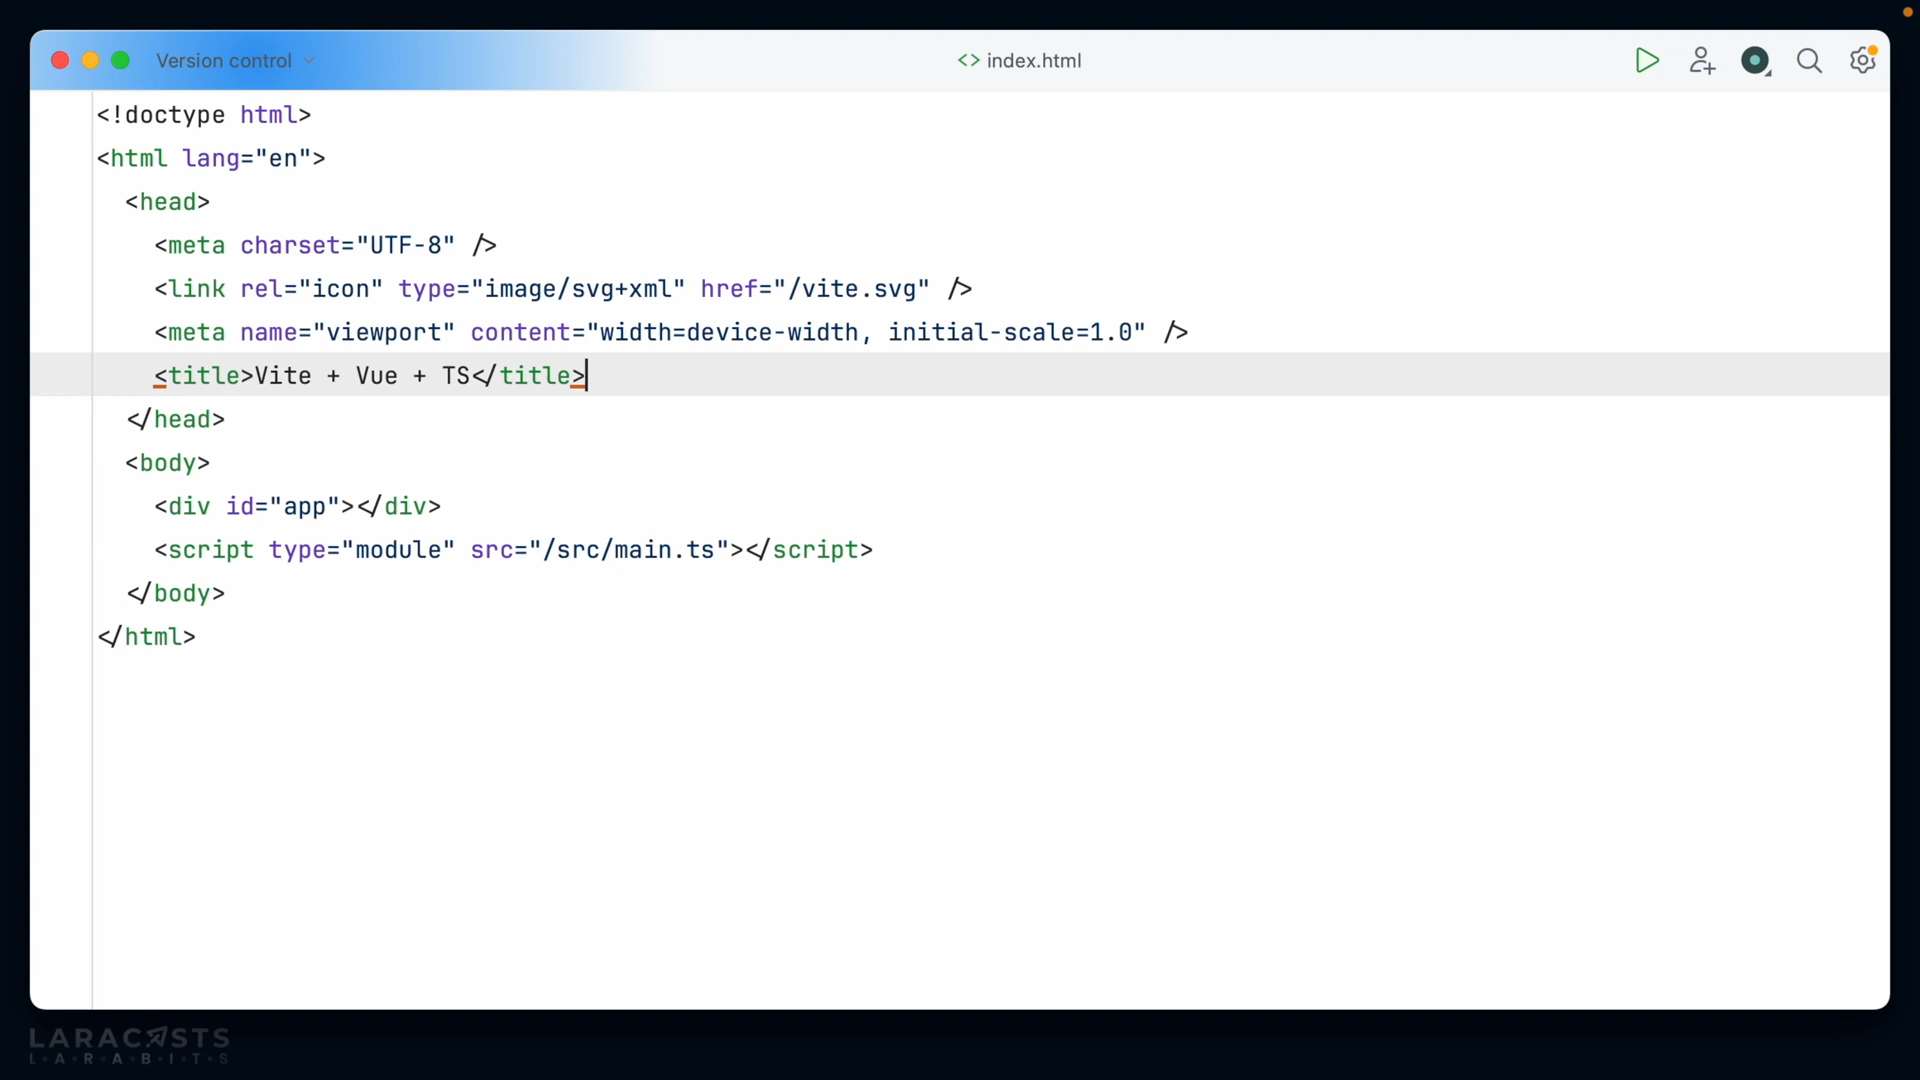 Version control
<> index.html
<!doctype html>
<html lang="en">
  <head>
    <meta charset="UTF-8" />
    <link rel="icon" type="image/svg+xml" href="/vite.svg" />
    <meta name="viewport" content="width=device-width, initial-scale=1.0" />
    <title>Vite + Vue + TS</title>
  </head>
  <body>
    <div id="app"></div>
    <script type="module" src="/src/main.ts"></script>
  </body>
</html>
LARACASTS
L·A·R·A·B·I·T·S